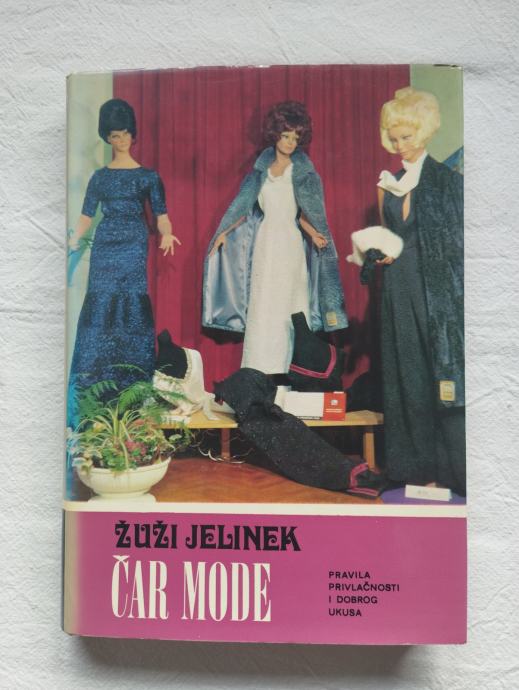 ŽUŽI JELINEK
ČAR MODE
PRAVILA
PRIVLAČNOSTI
I DOBROG
UKUSA